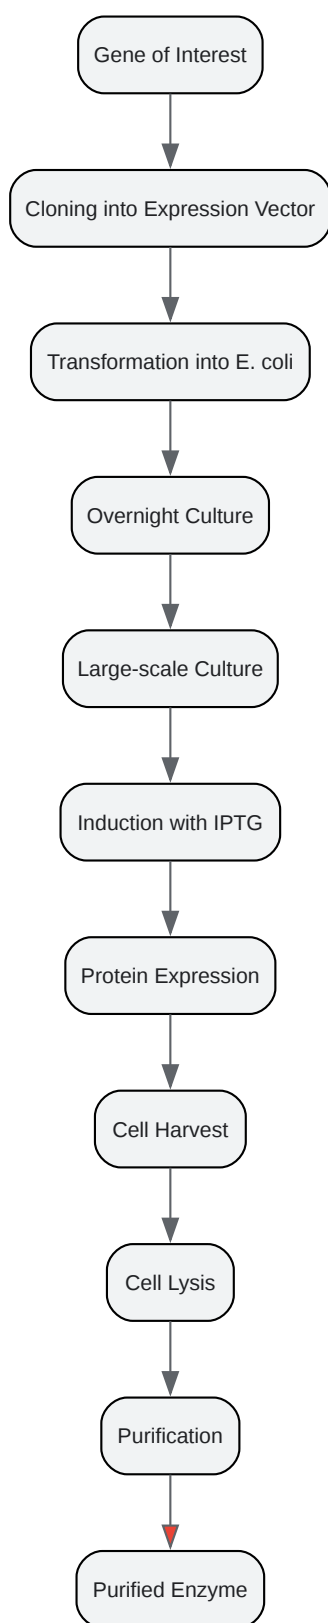 Gene of Interest
Cloning into Expression Vector
Transformation into E. coli
Overnight Culture
Large-scale Culture
Induction with IPTG
Protein Expression
Cell Harvest
Cell Lysis
Purification
Purified Enzyme